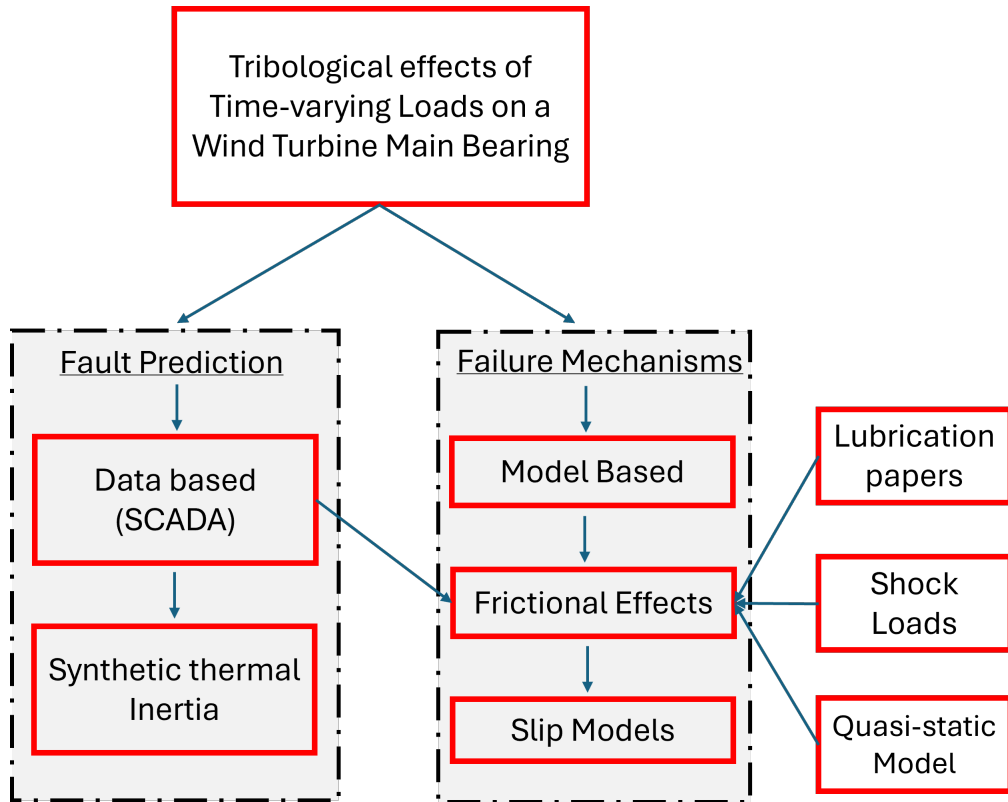 Tribological effects of
Time-varying Loads on a
Wind Turbine Main Bearing
Fault Prediction
Data based
(SCADA)
Synthetic thermal
Inertia
Failure Mechanisms
Model Based
Frictional Effects
Slip Models
Lubrication
papers
Shock
Loads
Quasi-static
Model